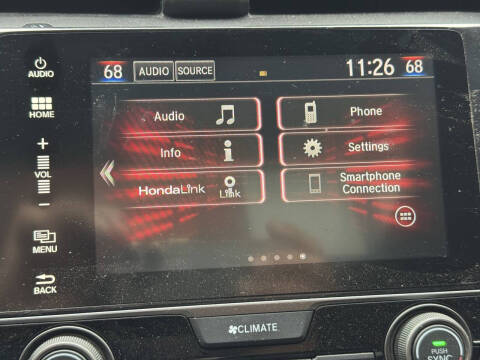 AUDIO
HOME
+
VOL
−
MENU
BACK
68 AUDIO SOURCE 11:26 68
Audio
Phone
Info
Settings
HondaLink
Link
Smartphone
Connection
CLIMATE
PUSH
SYNC